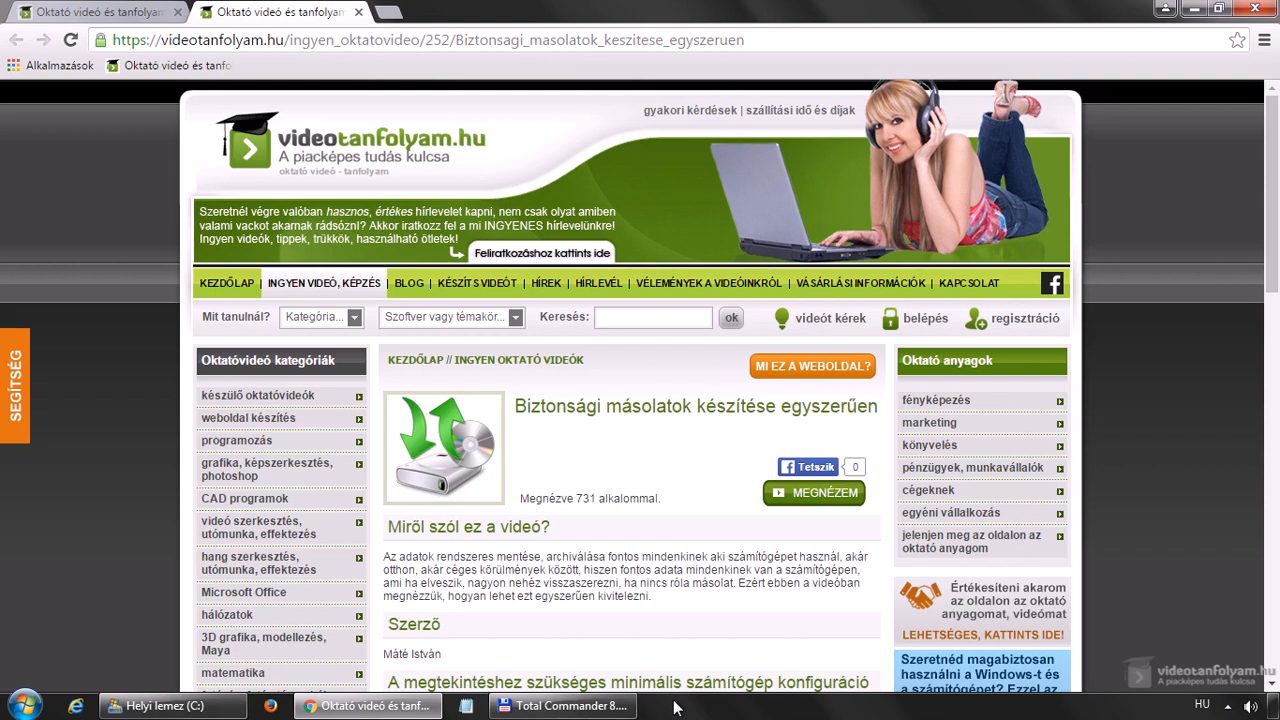 Oktató videó és tanfolyam
Oktató videó és tanfolyam
https://videotanfolyam.hu/ingyen_oktatovideo/252/Biztonsagi_masolatok_keszitese_egyszeruen
Alkalmazások
Oktató videó és tanfo
gyakori kérdések | szállítási idő és díjak
videotanfolyam.hu
A piacképes tudás kulcsa
oktató videó - tanfolyam
Szeretnél végre valóban hasznos, értékes hírlevelet kapni, nem csak olyat amiben
valami vackot akarnak rádsózni? Akkor iratkozz fel a mi INGYENES hírlevelünkre!
Ingyen videók, tippek, trükkök, használható ötletek!
Feliratkozáshoz kattints ide
KEZDŐLAP | INGYEN VIDEÓ, KÉPZÉS | BLOG | KÉSZÍTS VIDEÓT | HÍREK | HÍRLEVÉL | VÉLEMÉNYEK A VIDEÓINKRÓL | VÁSÁRLÁSI INFORMÁCIÓK | KAPCSOLAT
Mit tanulnál? Kategória... Szoftver vagy témakör... Keresés: ok videót kérek belépés regisztráció
SEGÍTSÉG
Oktatóvideó kategóriák
készülő oktatóvideók
weboldal készítés
programozás
grafika, képszerkesztés,
photoshop
CAD programok
videó szerkesztés,
utómunka, effektezés
hang szerkesztés,
utómunka, effektezés
Microsoft Office
hálózatok
3D grafika, modellezés,
Maya
matematika
KEZDŐLAP // INGYEN OKTATÓ VIDEÓK
MI EZ A WEBOLDAL?
Biztonsági másolatok készítése egyszerűen
Tetszik 0
Megnézve 731 alkalommal.
MEGNÉZEM
Miről szól ez a videó?
Az adatok rendszeres mentése, archiválása fontos mindenkinek aki számítógépet használ, akár
otthon, akár céges körülmények között, hiszen fontos adata mindenkinek van a számítógépen,
ami ha elveszik, nagyon nehéz visszaszerezni, ha nincs róla másolat. Ezért ebben a videóban
megnézzük, hogyan lehet ezt egyszerűen kivitelezni.
Szerző
Máté István
A megtekintéshez szükséges minimális számítógép konfiguráció
Oktató anyagok
fényképezés
marketing
könyvelés
pénzügyek, munkavállalók
cégeknek
egyéni vállalkozás
jelenjen meg az oldalon az
oktató anyagom
Értékesíteni akarom
az oldalon az oktató
anyagomat, videómat
LEHETSÉGES, KATTINTS IDE!
Szeretnéd magabiztosan
használni a Windows-t és
a számítógépet? Ezzel az
videotanfolyam.hu
A piacképes tudás kulcsa
Helyi lemez (C:)
Oktató videó és tanf...
Total Commander 8....
HU